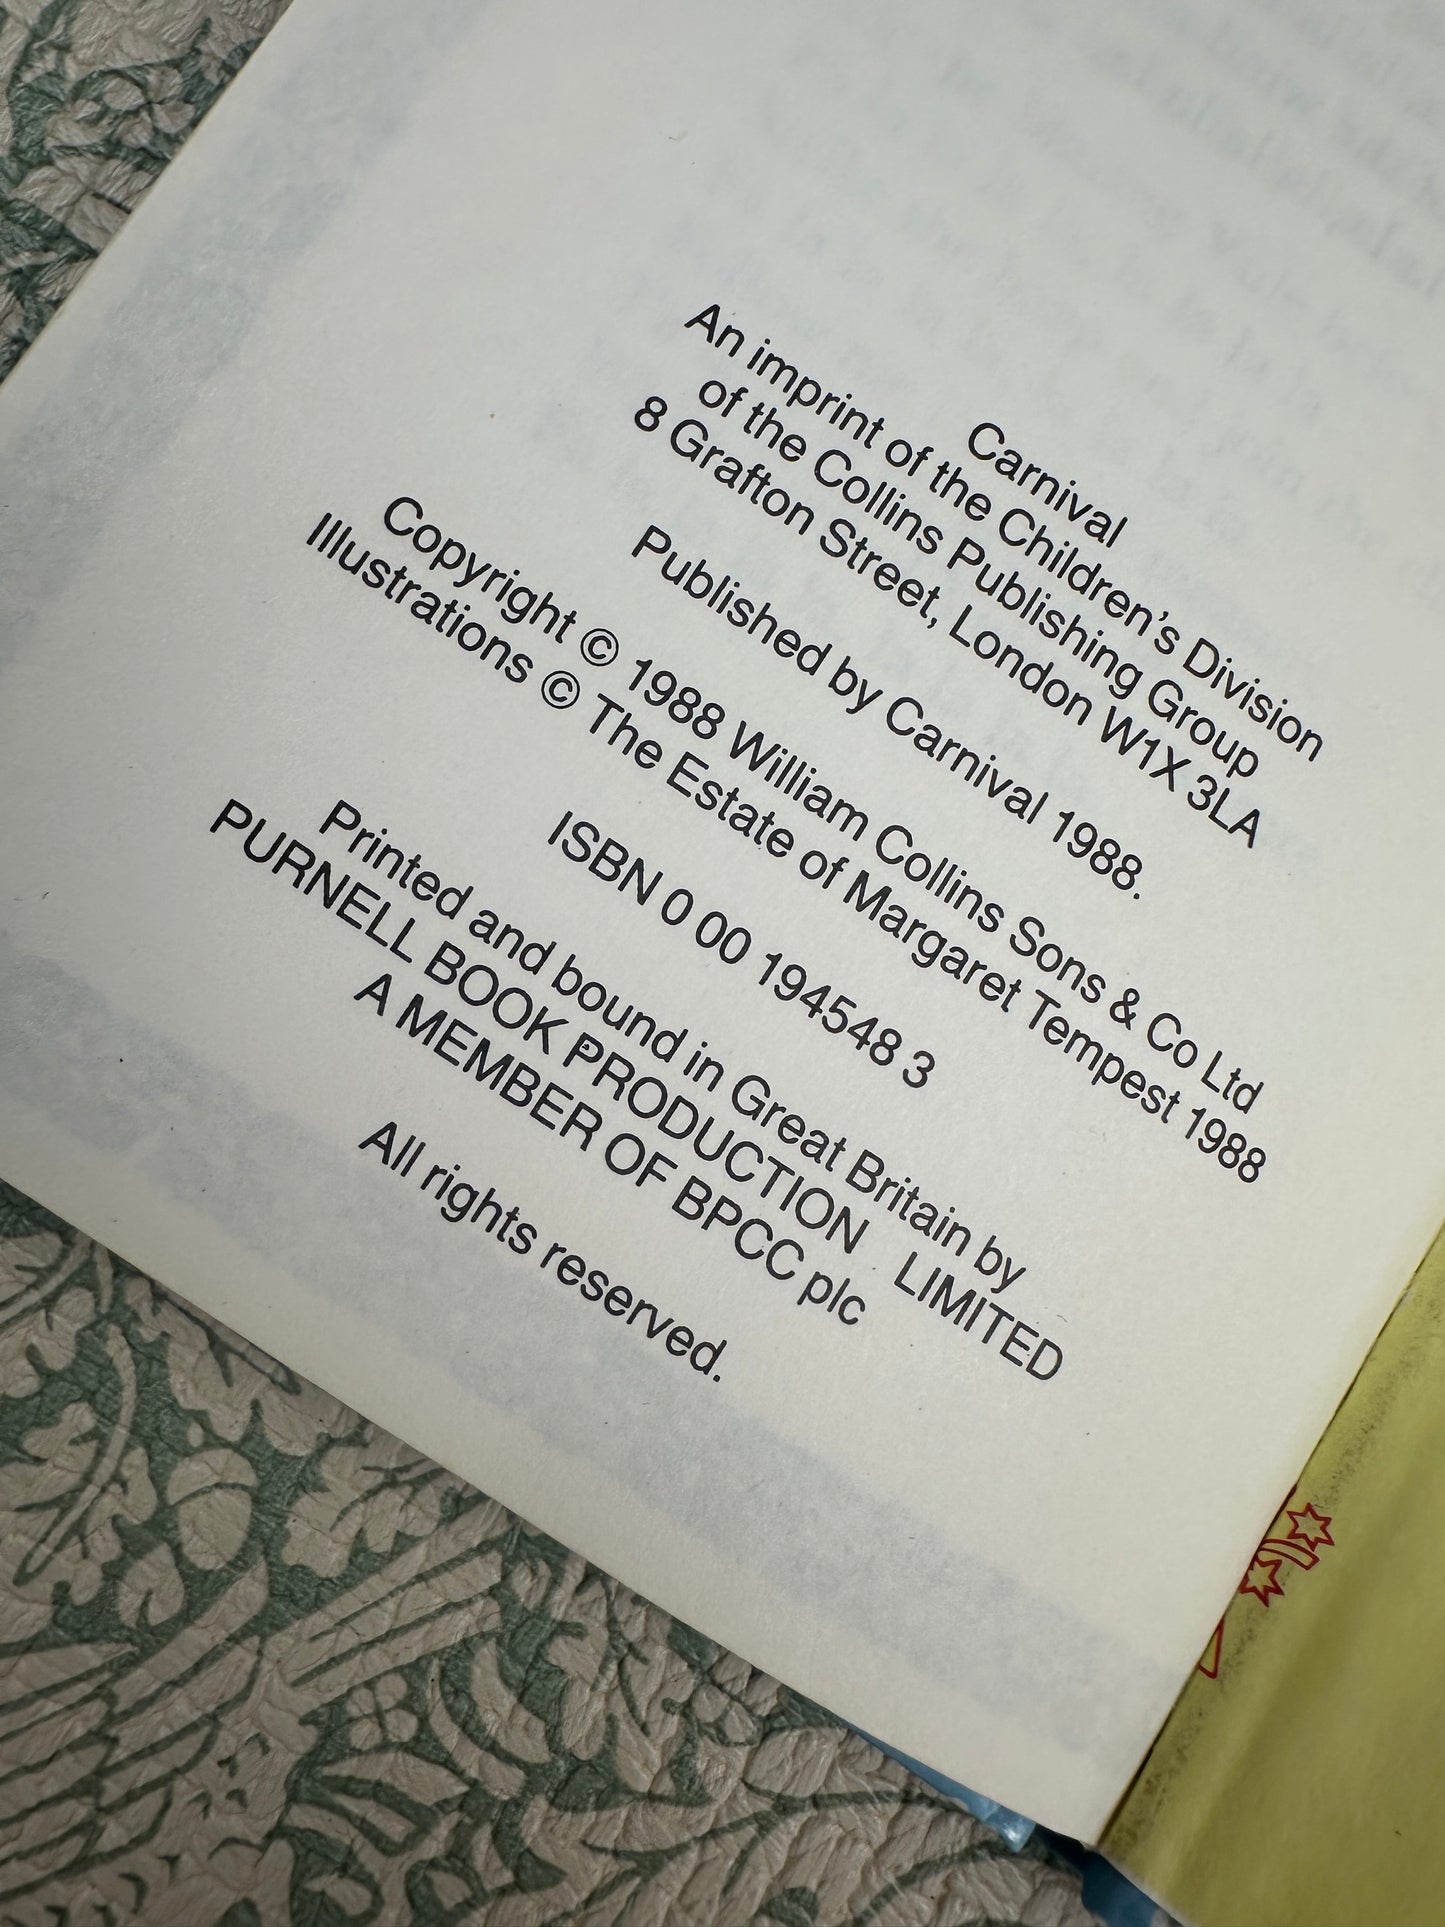 Carnival
An imprint of the Children's Division
of the Collins Publishing Group
8 Grafton Street, London W1X 3LA
Published by Carnival 1988.
Copyright © 1988 William Collins Sons & Co Ltd
Illustrations © The Estate of Margaret Tempest 1988
ISBN 0 00 194548 3
Printed and bound in Great Britain by
PURNELL BOOK PRODUCTION LIMITED
A MEMBER OF BPCC plc
All rights reserved.